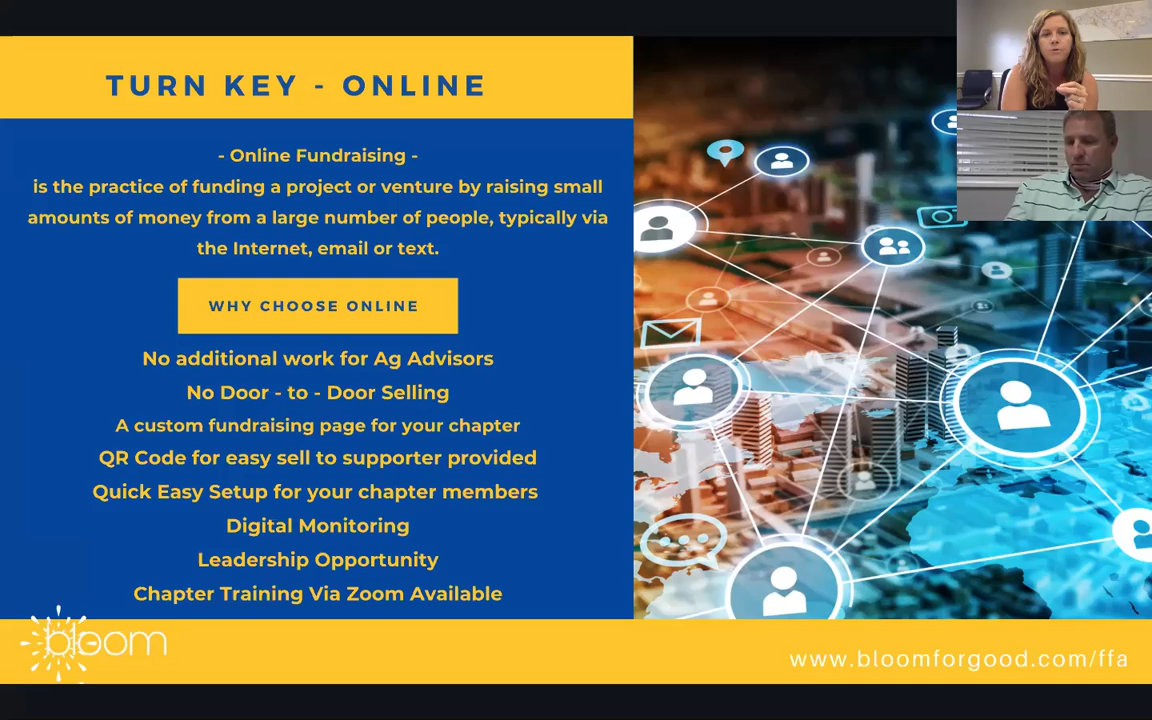 TURN KEY - ONLINE
- Online Fundraising -
is the practice of funding a project or venture by raising small
amounts of money from a large number of people, typically via
the Internet, email or text.
WHY CHOOSE ONLINE
No additional work for Ag Advisors
No Door - to - Door Selling
A custom fundraising page for your chapter
QR Code for easy sell to supporter provided
Quick Easy Setup for your chapter members
Digital Monitoring
Leadership Opportunity
Chapter Training Via Zoom Available
bloom
www.bloomforgood.com/ffa